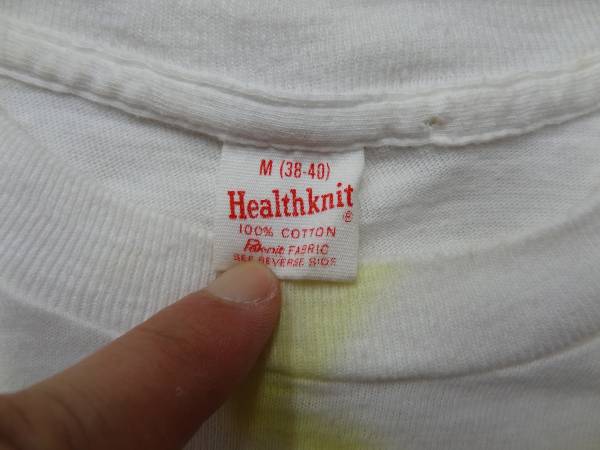 M (38-40)
Healthknit
®
100% COTTON
FABRIC
SEE REVERSE SIDE